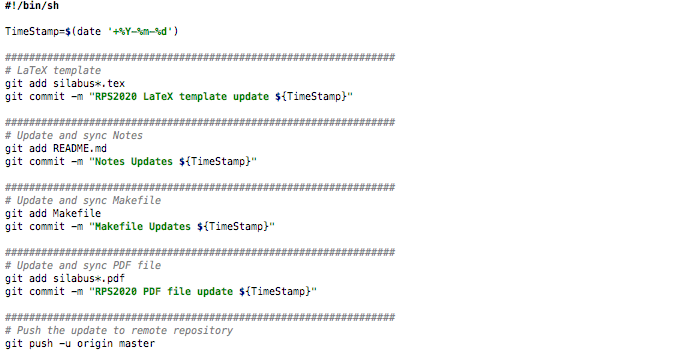 #!/bin/sh

TimeStamp=$(date '+%Y-%m-%d')

#################################################################
# LaTeX template
git add silabus*.tex
git commit -m "RPS2020 LaTeX template update ${TimeStamp}"

#################################################################
# Update and sync Notes
git add README.md
git commit -m "Notes Updates ${TimeStamp}"

#################################################################
# Update and sync Makefile
git add Makefile
git commit -m "Makefile Updates ${TimeStamp}"

#################################################################
# Update and sync PDF file
git add silabus*.pdf
git commit -m "RPS2020 PDF file update ${TimeStamp}"

#################################################################
# Push the update to remote repository
git push -u origin master